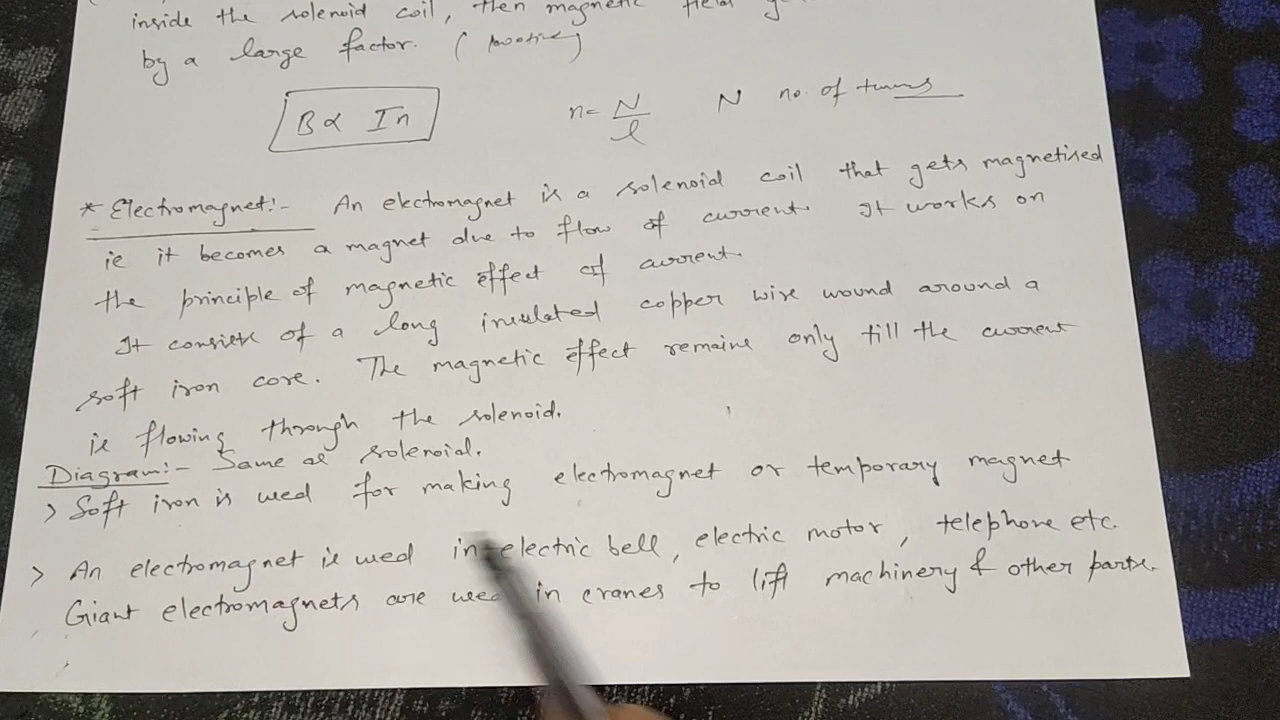 inside the solenoid coil, then magnetic field
by a large factor. (
B∝ In
n= N/l N no. of turns
* Electromagnet:- An electromagnet is a solenoid coil that gets magnetised
ie it becomes a magnet due to flow of current. It works on
the principle of magnetic effect of current.
It consists of a long insulated copper wire wound around a
soft iron core. The magnetic effect remains only till the current
is flowing through the solenoid.
Diagram:- Same as solenoid.
> Soft iron is used for making electromagnet or temporary magnet
> An electromagnet is used in electric bell, electric motor, telephone etc.
Giant electromagnets are used in cranes to lift machinery & other parts.